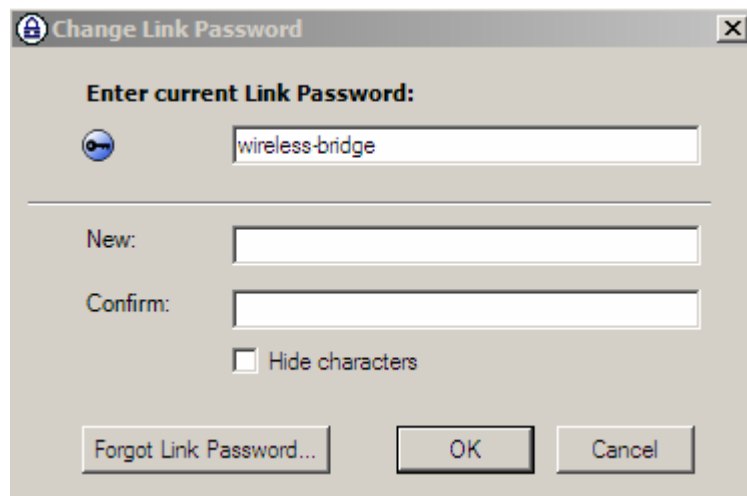 Change Link Password
Enter current Link Password:
wireless-bridge
New:
Confirm:
Hide characters
Forgot Link Password...
OK
Cancel